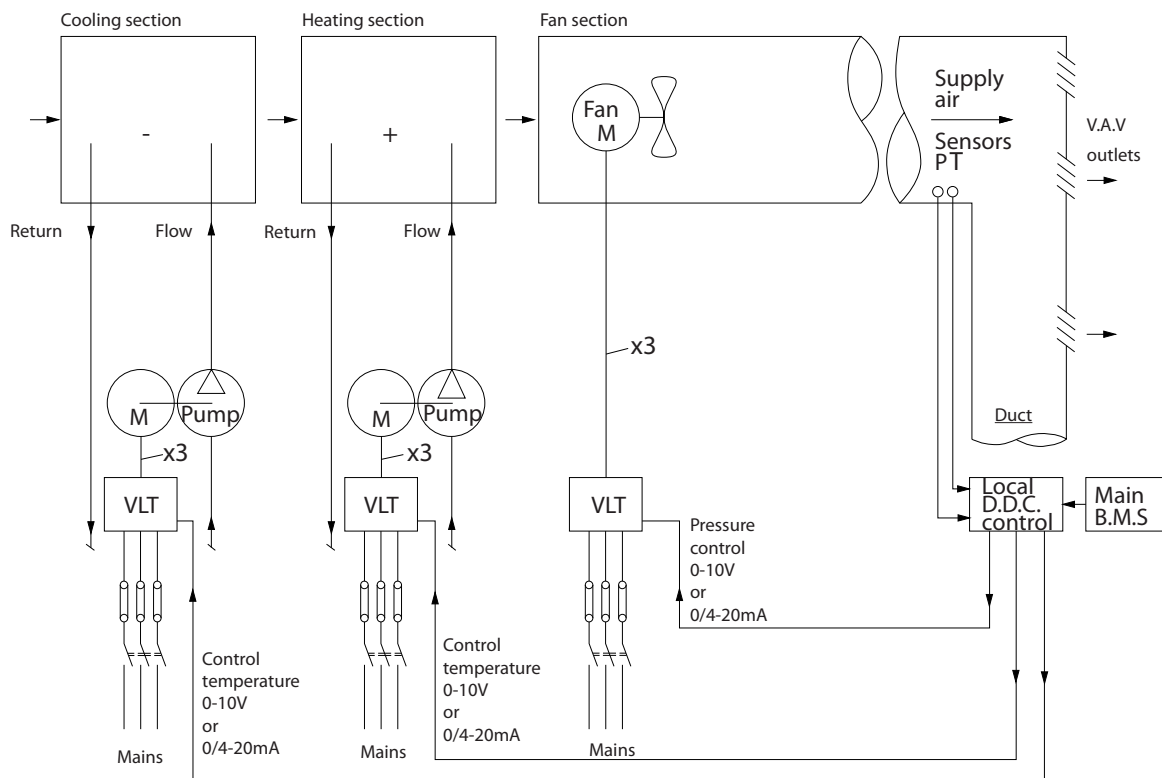 Cooling section
Heating section
Fan section
-
+
Fan
M
Supply
air
Sensors
PT
V.A.V
outlets
Return
Flow
Return
Flow
x3
Duct
M
Pump
x3
M
Pump
x3
VLT
VLT
VLT
Local
D.D.C.
control
Main
B.M.S
Pressure
control
0-10V
or
0/4-20mA
Control
temperature
0-10V
or
0/4-20mA
Control
temperature
0-10V
or
0/4-20mA
Mains
Mains
Mains